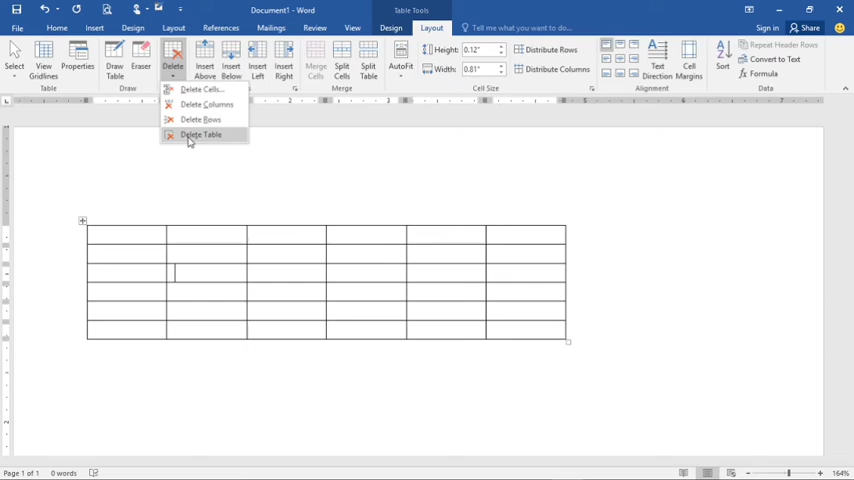 Document1 - Word
Table Tools
Sign in
Share
File
Home
Insert
Design
Layout
References
Mailings
Review
View
Design
Layout
Tell me what you want to do...
Select
View Gridlines
Properties
Draw Table
Eraser
Delete
Insert Above
Insert Below
Insert Left
Insert Right
Merge Cells
Split Cells
Split Table
AutoFit
Height: 0.12"
Width: 0.81"
Distribute Rows
Distribute Columns
Text Direction
Cell Margins
Sort
Repeat Header Rows
Convert to Text
Formula
Table
Draw
Merge
Cell Size
Alignment
Data
Delete Cells...
Delete Columns
Delete Rows
Delete Table
Page 1 of 1
0 words
164%